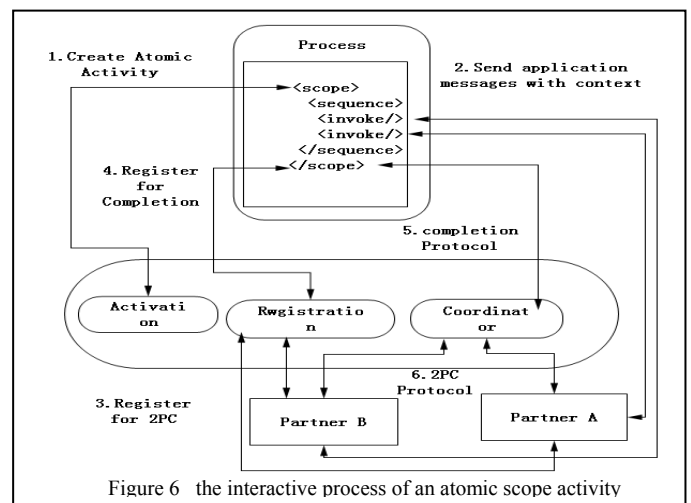 Process
1.Create Atomic
Activity
2.Send application
messages with context
<scope>
<sequence>
<invoke/>
<invoke/>
</sequence>
</scope>
4.Register
for
Completion
5.completion
Protocol
Activati
on
Rwgistratio
n
Coordinat
or
3.Register
for 2PC
6.2PC
Protocol
Partner B
Partner A
Figure 6 the interactive process of an atomic scope activity